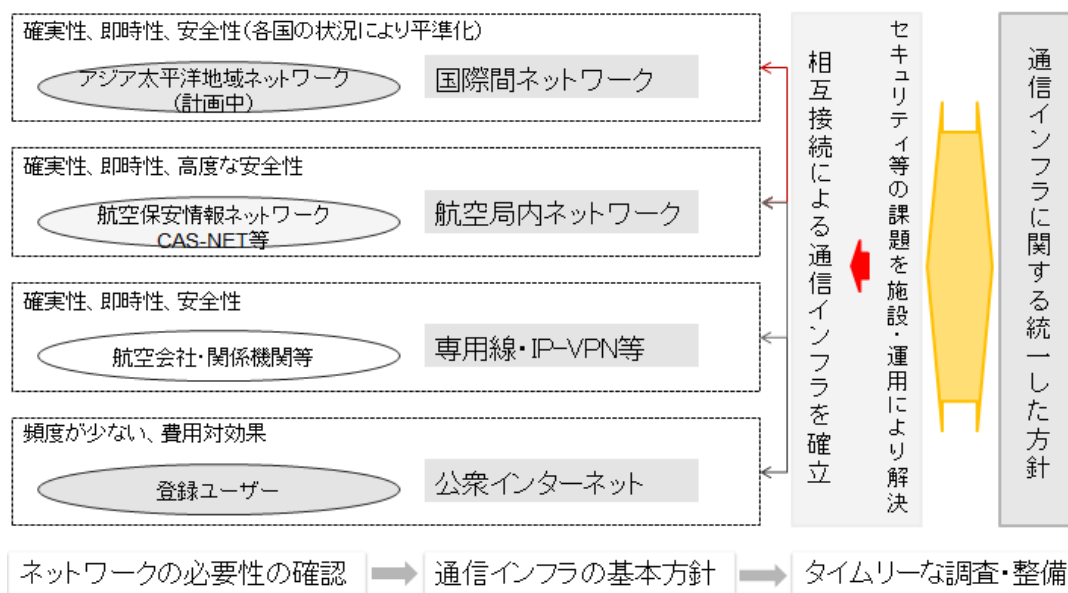 確実性、即時性、安全性(各国の状況により平準化)
アジア太平洋地域ネットワーク
(計画中)
国際間ネットワーク
確実性、即時性、高度な安全性
航空保安情報ネットワーク
CAS-NET等
航空局内ネットワーク
確実性、即時性、安全性
航空会社・関係機関等
専用線・IP-VPN等
頻度が少ない、費用対効果
登録ユーザー
公衆インターネット
相互接続による通信インフラを確立
セキュリティ等の課題を施設・運用により解決
通信インフラに関する統一した方針
ネットワークの必要性の確認
通信インフラの基本方針
タイムリーな調査・整備